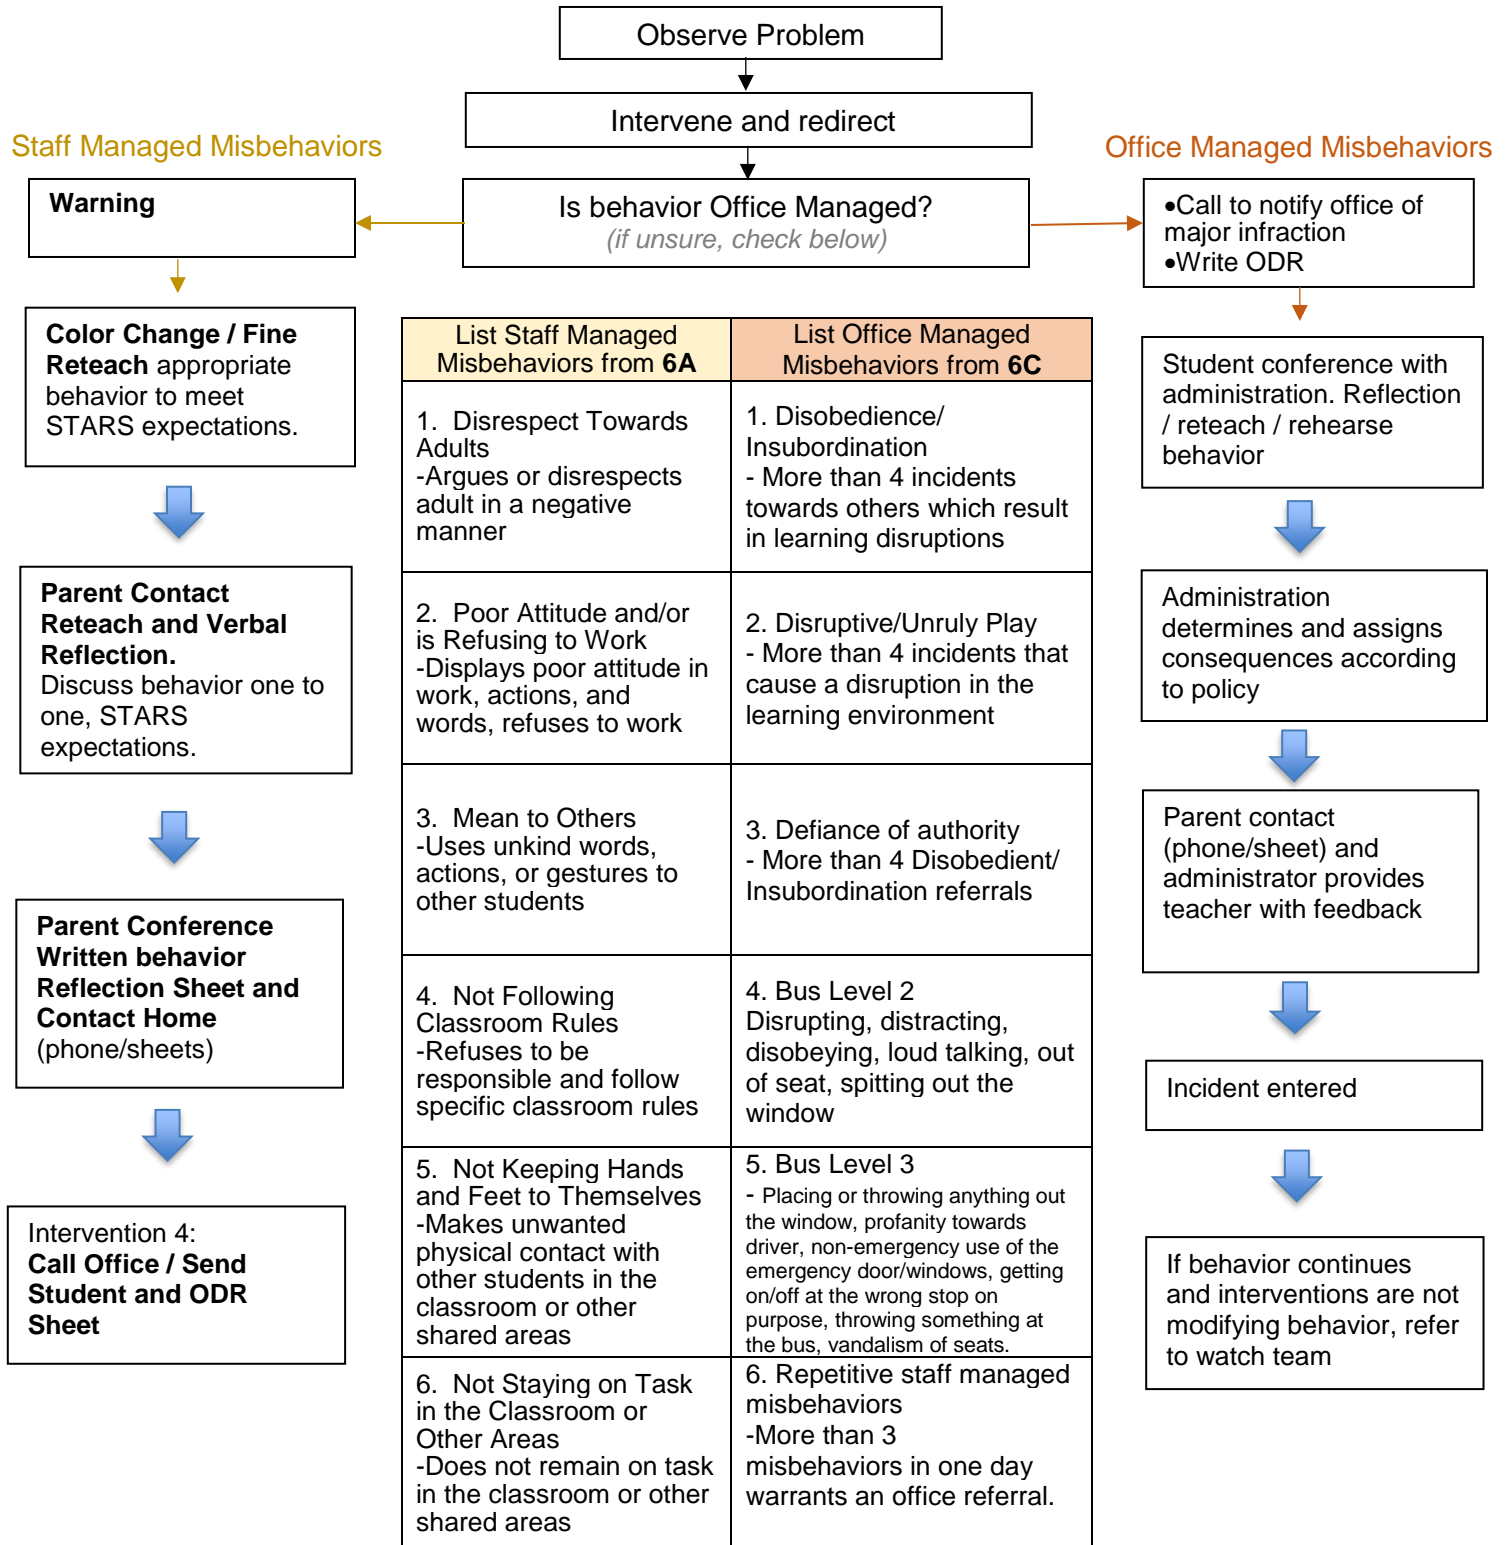 Observe Problem
Intervene and redirect
Staff Managed Misbehaviors
Office Managed Misbehaviors
Is behavior Office Managed?
(if unsure, check below)
Warning
Color Change / Fine
Reteach appropriate
behavior to meet
STARS expectations.
Parent Contact
Reteach and Verbal
Reflection.
Discuss behavior one to
one, STARS
expectations.
Parent Conference
Written behavior
Reflection Sheet and
Contact Home
(phone/sheets)
Intervention 4:
Call Office / Send
Student and ODR
Sheet
List Staff Managed
Misbehaviors from 6A
1. Disrespect Towards
Adults
-Argues or disrespects
adult in a negative
manner
2. Poor Attitude and/or
is Refusing to Work
-Displays poor attitude in
work, actions, and
words, refuses to work
3. Mean to Others
-Uses unkind words,
actions, or gestures to
other students
4. Not Following
Classroom Rules
-Refuses to be
responsible and follow
specific classroom rules
5. Not Keeping Hands
and Feet to Themselves
-Makes unwanted
physical contact with
other students in the
classroom or other
shared areas
6. Not Staying on Task
in the Classroom or
Other Areas
-Does not remain on task
in the classroom or other
shared areas
List Office Managed
Misbehaviors from 6C
1. Disobedience/
Insubordination
- More than 4 incidents
towards others which result
in learning disruptions
2. Disruptive/Unruly Play
- More than 4 incidents that
cause a disruption in the
learning environment
3. Defiance of authority
- More than 4 Disobedient/
Insubordination referrals
4. Bus Level 2
Disrupting, distracting,
disobeying, loud talking, out
of seat, spitting out the
window
5. Bus Level 3
- Placing or throwing anything out
the window, profanity towards
driver, non-emergency use of the
emergency door/windows, getting
on/off at the wrong stop on
purpose, throwing something at
the bus, vandalism of seats.
6. Repetitive staff managed
misbehaviors
-More than 3
misbehaviors in one day
warrants an office referral.
•Call to notify office of
major infraction
•Write ODR
Student conference with
administration. Reflection
/ reteach / rehearse
behavior
Administration
determines and assigns
consequences according
to policy
Parent contact
(phone/sheet) and
administrator provides
teacher with feedback
Incident entered
If behavior continues
and interventions are not
modifying behavior, refer
to watch team